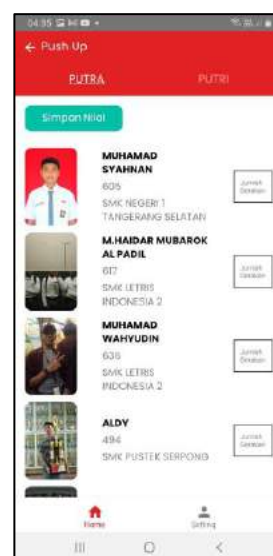 04:35
← Push Up
PUTRA PUTRI
Simpan Nilai
MUHAMAD
SYAHNAN
605
SMK NEGERI 1
TANGERANG SELATAN
Jumlah
Gerakan
M.HAIDAR MUBAROK
AL PADIL
617
SMK LETRIS
INDONESIA 2
Jumlah
Gerakan
MUHAMAD
WAHYUDIN
636
SMK LETRIS
INDONESIA 2
Jumlah
Gerakan
ALDY
494
SMK PUSTEK SERPONG
Jumlah
Gerakan
Home Setting